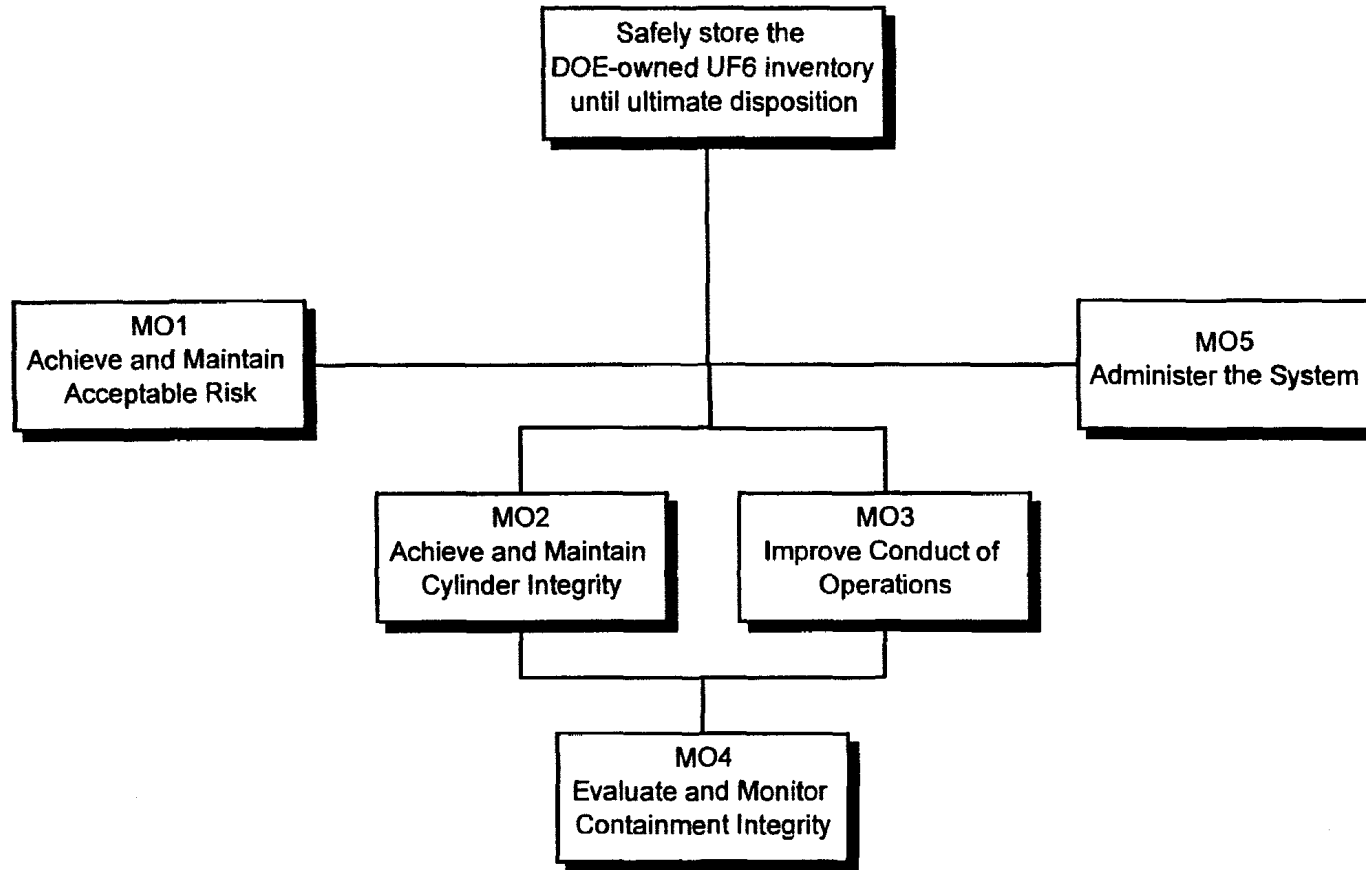 Safely store the
DOE-owned UF6 inventory
until ultimate disposition
MO1
Achieve and Maintain
Acceptable Risk
MO5
Administer the System
MO2
Achieve and Maintain
Cylinder Integrity
MO3
Improve Conduct of
Operations
MO4
Evaluate and Monitor
Containment Integrity